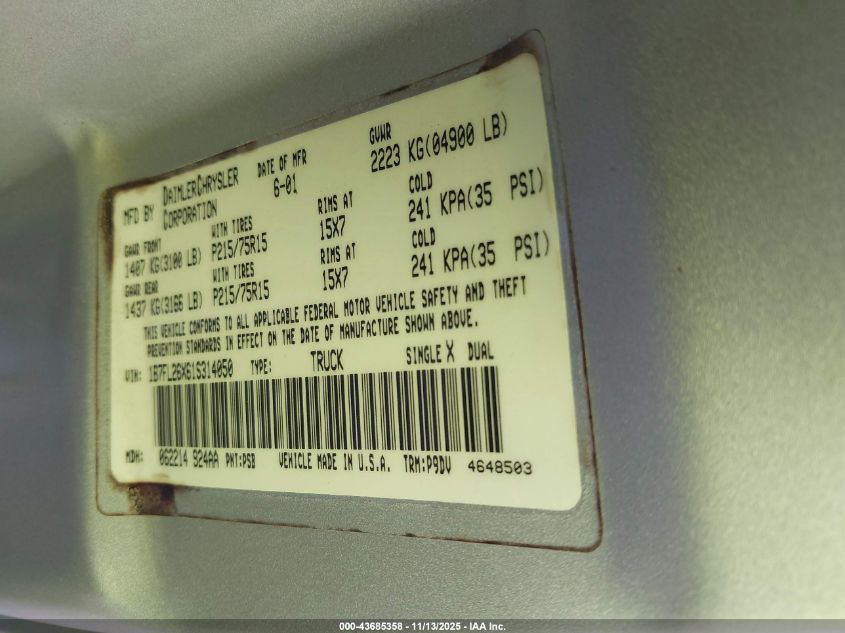 MFD BY DAIMLERCHRYSLER CORPORATION DATE OF MFR 6-01 GVWR 2223 KG(04900 LB)
GAWR FRONT WITH TIRES RIMS AT COLD
1407 KG(3100 LB) P215/75R15 15X7 241 KPA(35 PSI)
GAWR REAR WITH TIRES RIMS AT COLD
1437 KG(3166 LB) P215/75R15 15X7 241 KPA(35 PSI)
THIS VEHICLE CONFORMS TO ALL APPLICABLE FEDERAL MOTOR VEHICLE SAFETY AND THEFT
PREVENTION STANDARDS IN EFFECT ON THE DATE OF MANUFACTURE SHOWN ABOVE.
VIN: 1B7FL26X61S314050 TYPE: TRUCK SINGLE X DUAL
MDH: 062214 924AA PNT:PSB VEHICLE MADE IN U.S.A. TRM:P9DV 4648503
000-43685358 - 11/13/2025 - IAA Inc.